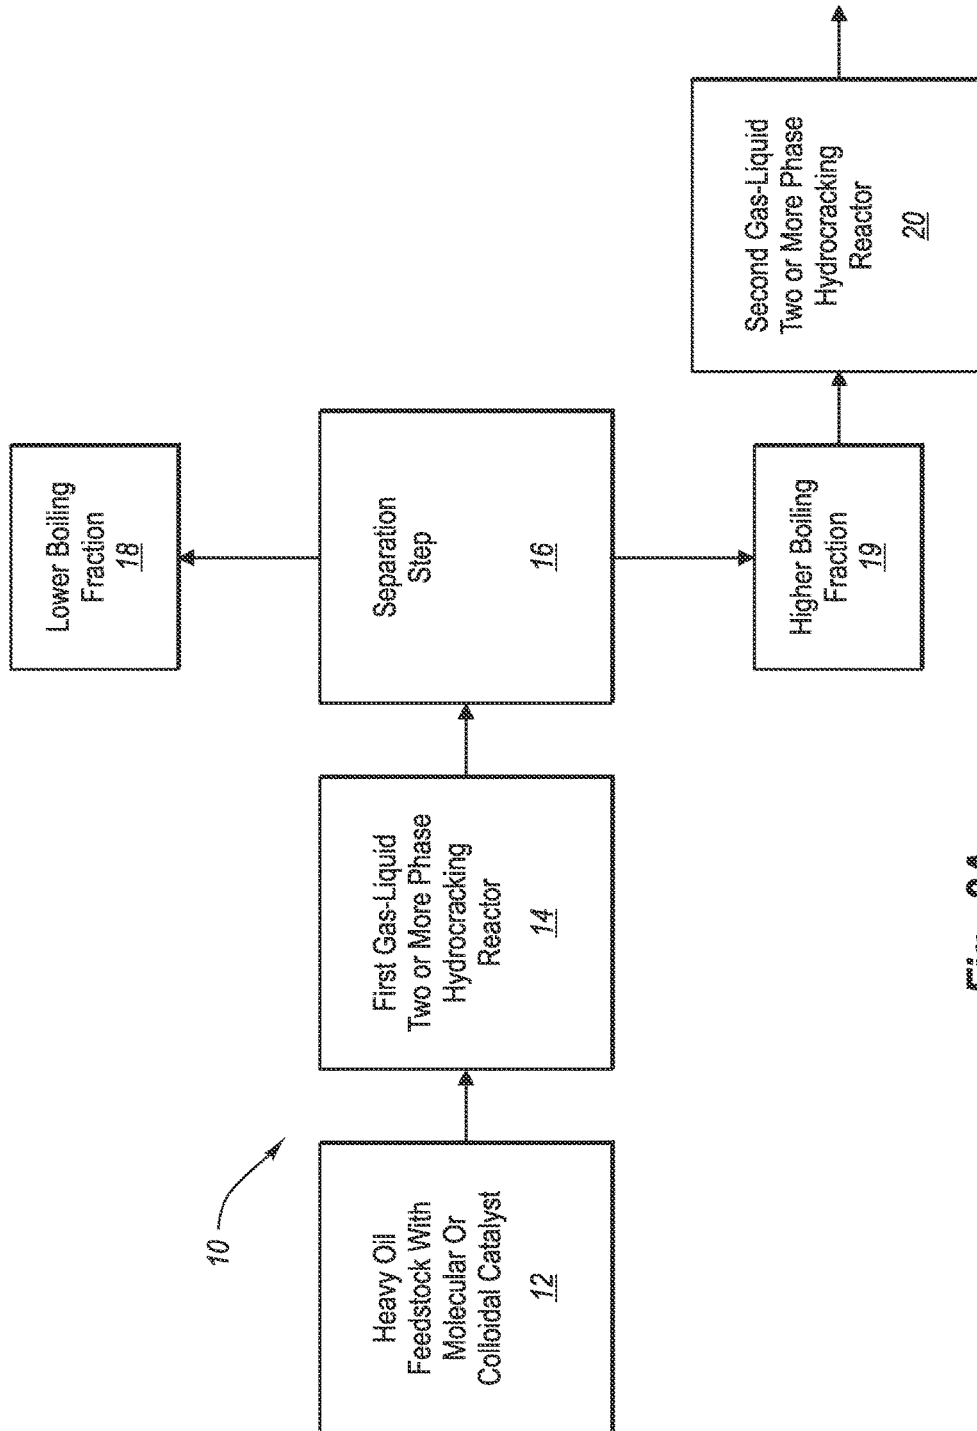 10
Heavy Oil
Feedstock With
Molecular Or
Colloidal Catalyst
12
First Gas-Liquid
Two or More Phase
Hydrocracking
Reactor
14
Separation
Step
16
Lower Boiling
Fraction
18
Higher Boiling
Fraction
19
Second Gas-Liquid
Two or More Phase
Hydrocracking
Reactor
20